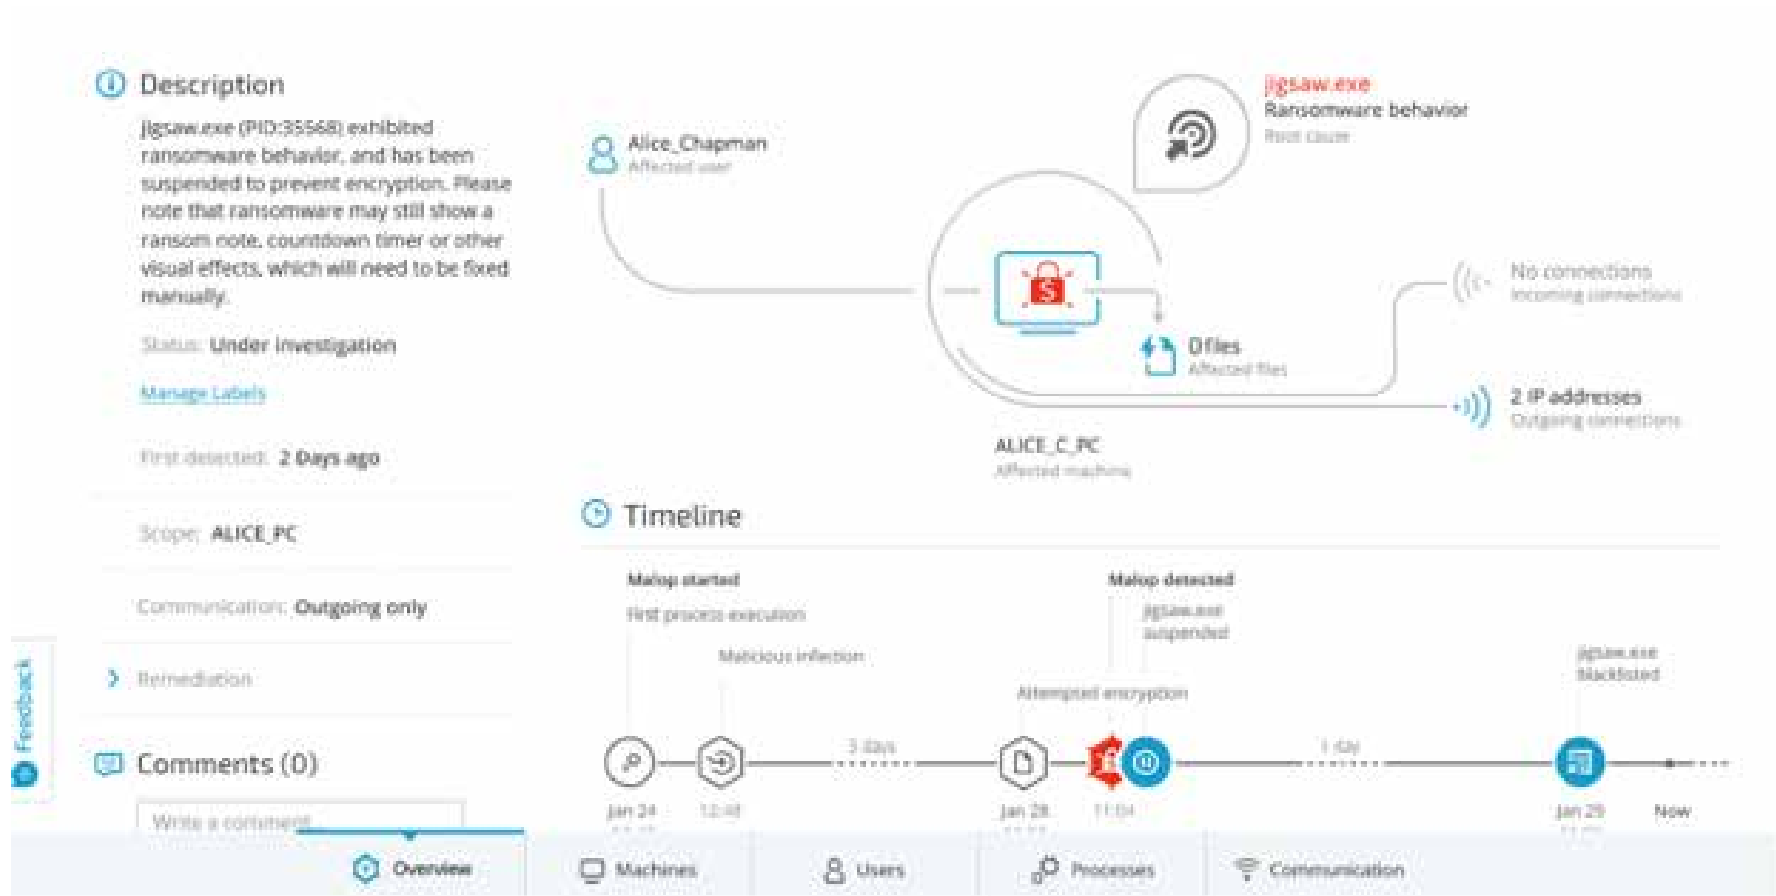 Description
jigsaw.exe (PID:35568) exhibited
ransomware behavior, and has been
suspended to prevent encryption. Please
note that ransomware may still show a
ransom note, countdown timer or other
visual effects, which will need to be fixed
manually.
Status: Under investigation
Manage Labels
First detected: 2 Days ago
Scope: ALICE_PC
Communication: Outgoing only
Remediation
Comments (0)
Write a comment
Feedback
Alice_Chapman
Affected user
jigsaw.exe
Ransomware behavior
Root cause
No connections
Incoming connections
0 files
Affected files
2 IP addresses
Outgoing connections
ALICE_C_PC
Affected machine
Timeline
Malop started
First process execution
Malicious infection
Malop detected
jigsaw.exe
suspended
Attempted encryption
jigsaw.exe
Blacklisted
3 days
1 day
Jan 24
12:48
Jan 28
11:04
Jan 29
Now
Overview
Machines
Users
Processes
Communication